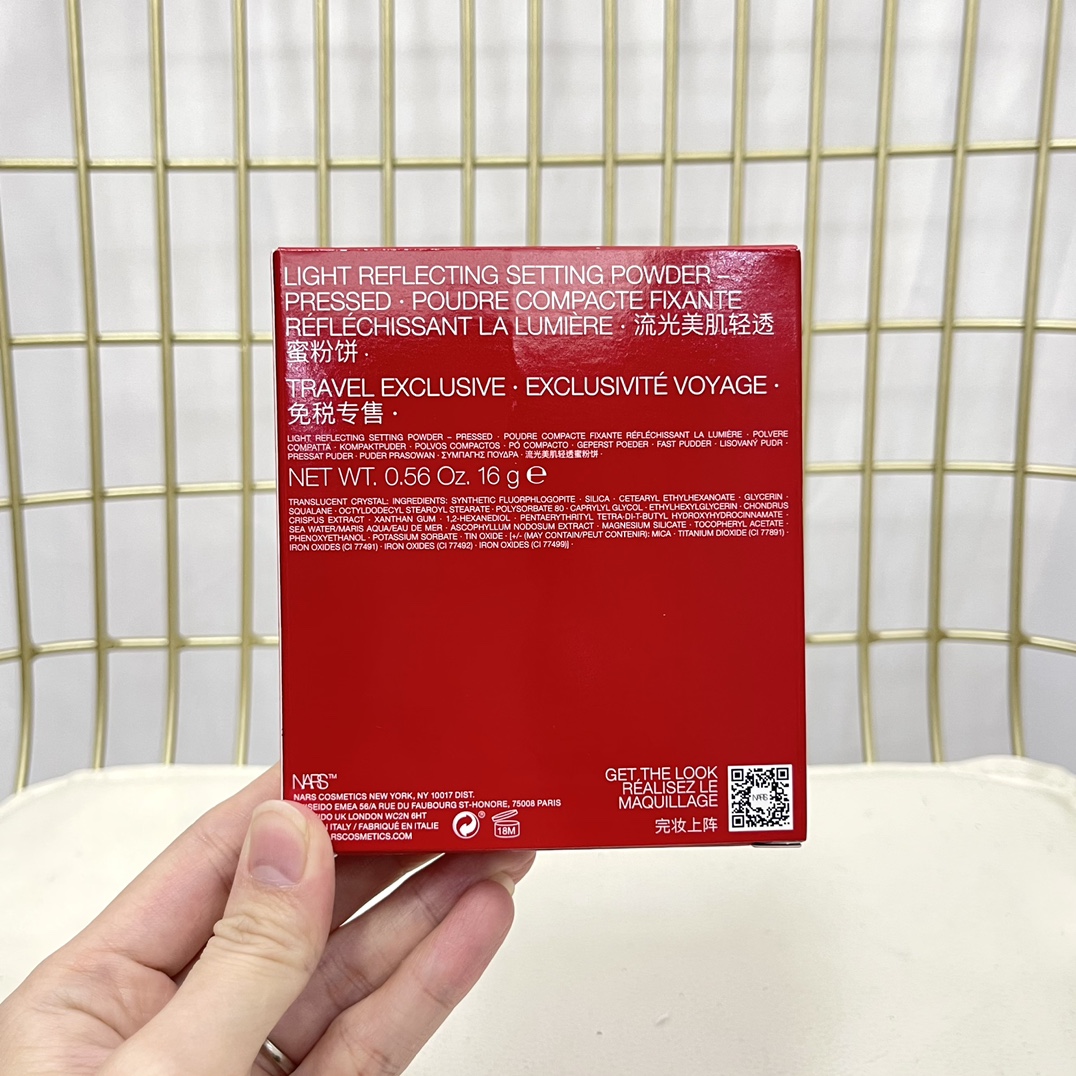 LIGHT REFLECTING SETTING POWDER –
PRESSED · POUDRE COMPACTE FIXANTE
RÉFLÉCHISSANT LA LUMIÈRE · 流光美肌轻透
蜜粉饼 ·
TRAVEL EXCLUSIVE · EXCLUSIVITÉ VOYAGE ·
免税专售 ·
LIGHT REFLECTING SETTING POWDER – PRESSED · POUDRE COMPACTE FIXANTE RÉFLÉCHISSANT LA LUMIÈRE · POLVERE
COMPATTA · KOMPAKTPUDER · POLVOS COMPACTOS · PÓ COMPACTO · GEPERST POEDER · FAST PUDDER · LISOVANÝ PUDR ·
PRESSAT PUDER · PUDER PRASOWAN · ΣΥΜΠΑΓΗΣ ΠΟΥΔΡΑ · 流光美肌轻透蜜粉饼 ·
NET WT. 0.56 Oz. 16 g ℮
TRANSLUCENT CRYSTAL: INGREDIENTS: SYNTHETIC FLUORPHLOGOPITE · SILICA · CETEARYL ETHYLHEXANOATE · GLYCERIN ·
SQUALANE · OCTYLDODECYL STEAROYL STEARATE · POLYSORBATE 80 · CAPRYLYL GLYCOL · ETHYLHEXYLGLYCERIN · CHONDRUS
CRISPUS EXTRACT · XANTHAN GUM · 1,2-HEXANEDIOL · PENTAERYTHRITYL TETRA-DI-T-BUTYL HYDROXYHYDROCINNAMATE ·
SEA WATER/MARIS AQUA/EAU DE MER · ASCOPHYLLUM NODOSUM EXTRACT · MAGNESIUM SILICATE · TOCOPHERYL ACETATE ·
PHENOXYETHANOL · POTASSIUM SORBATE · TIN OXIDE · [+/- (MAY CONTAIN/PEUT CONTENIR): MICA · TITANIUM DIOXIDE (CI 77891) ·
IRON OXIDES (CI 77491) · IRON OXIDES (CI 77492) · IRON OXIDES (CI 77499)] ·
NARS™
NARS COSMETICS NEW YORK, NY 10017 DIST.
SEIDO EMEA 56/A RUE DU FAUBOURG ST-HONORE, 75008 PARIS
IDO UK LONDON WC2N 6HT
ITALY / FABRIQUÉ EN ITALIE
ARSCOSMETICS.COM
18M
GET THE LOOK
RÉALISEZ LE
MAQUILLAGE
完妆上阵
NARS